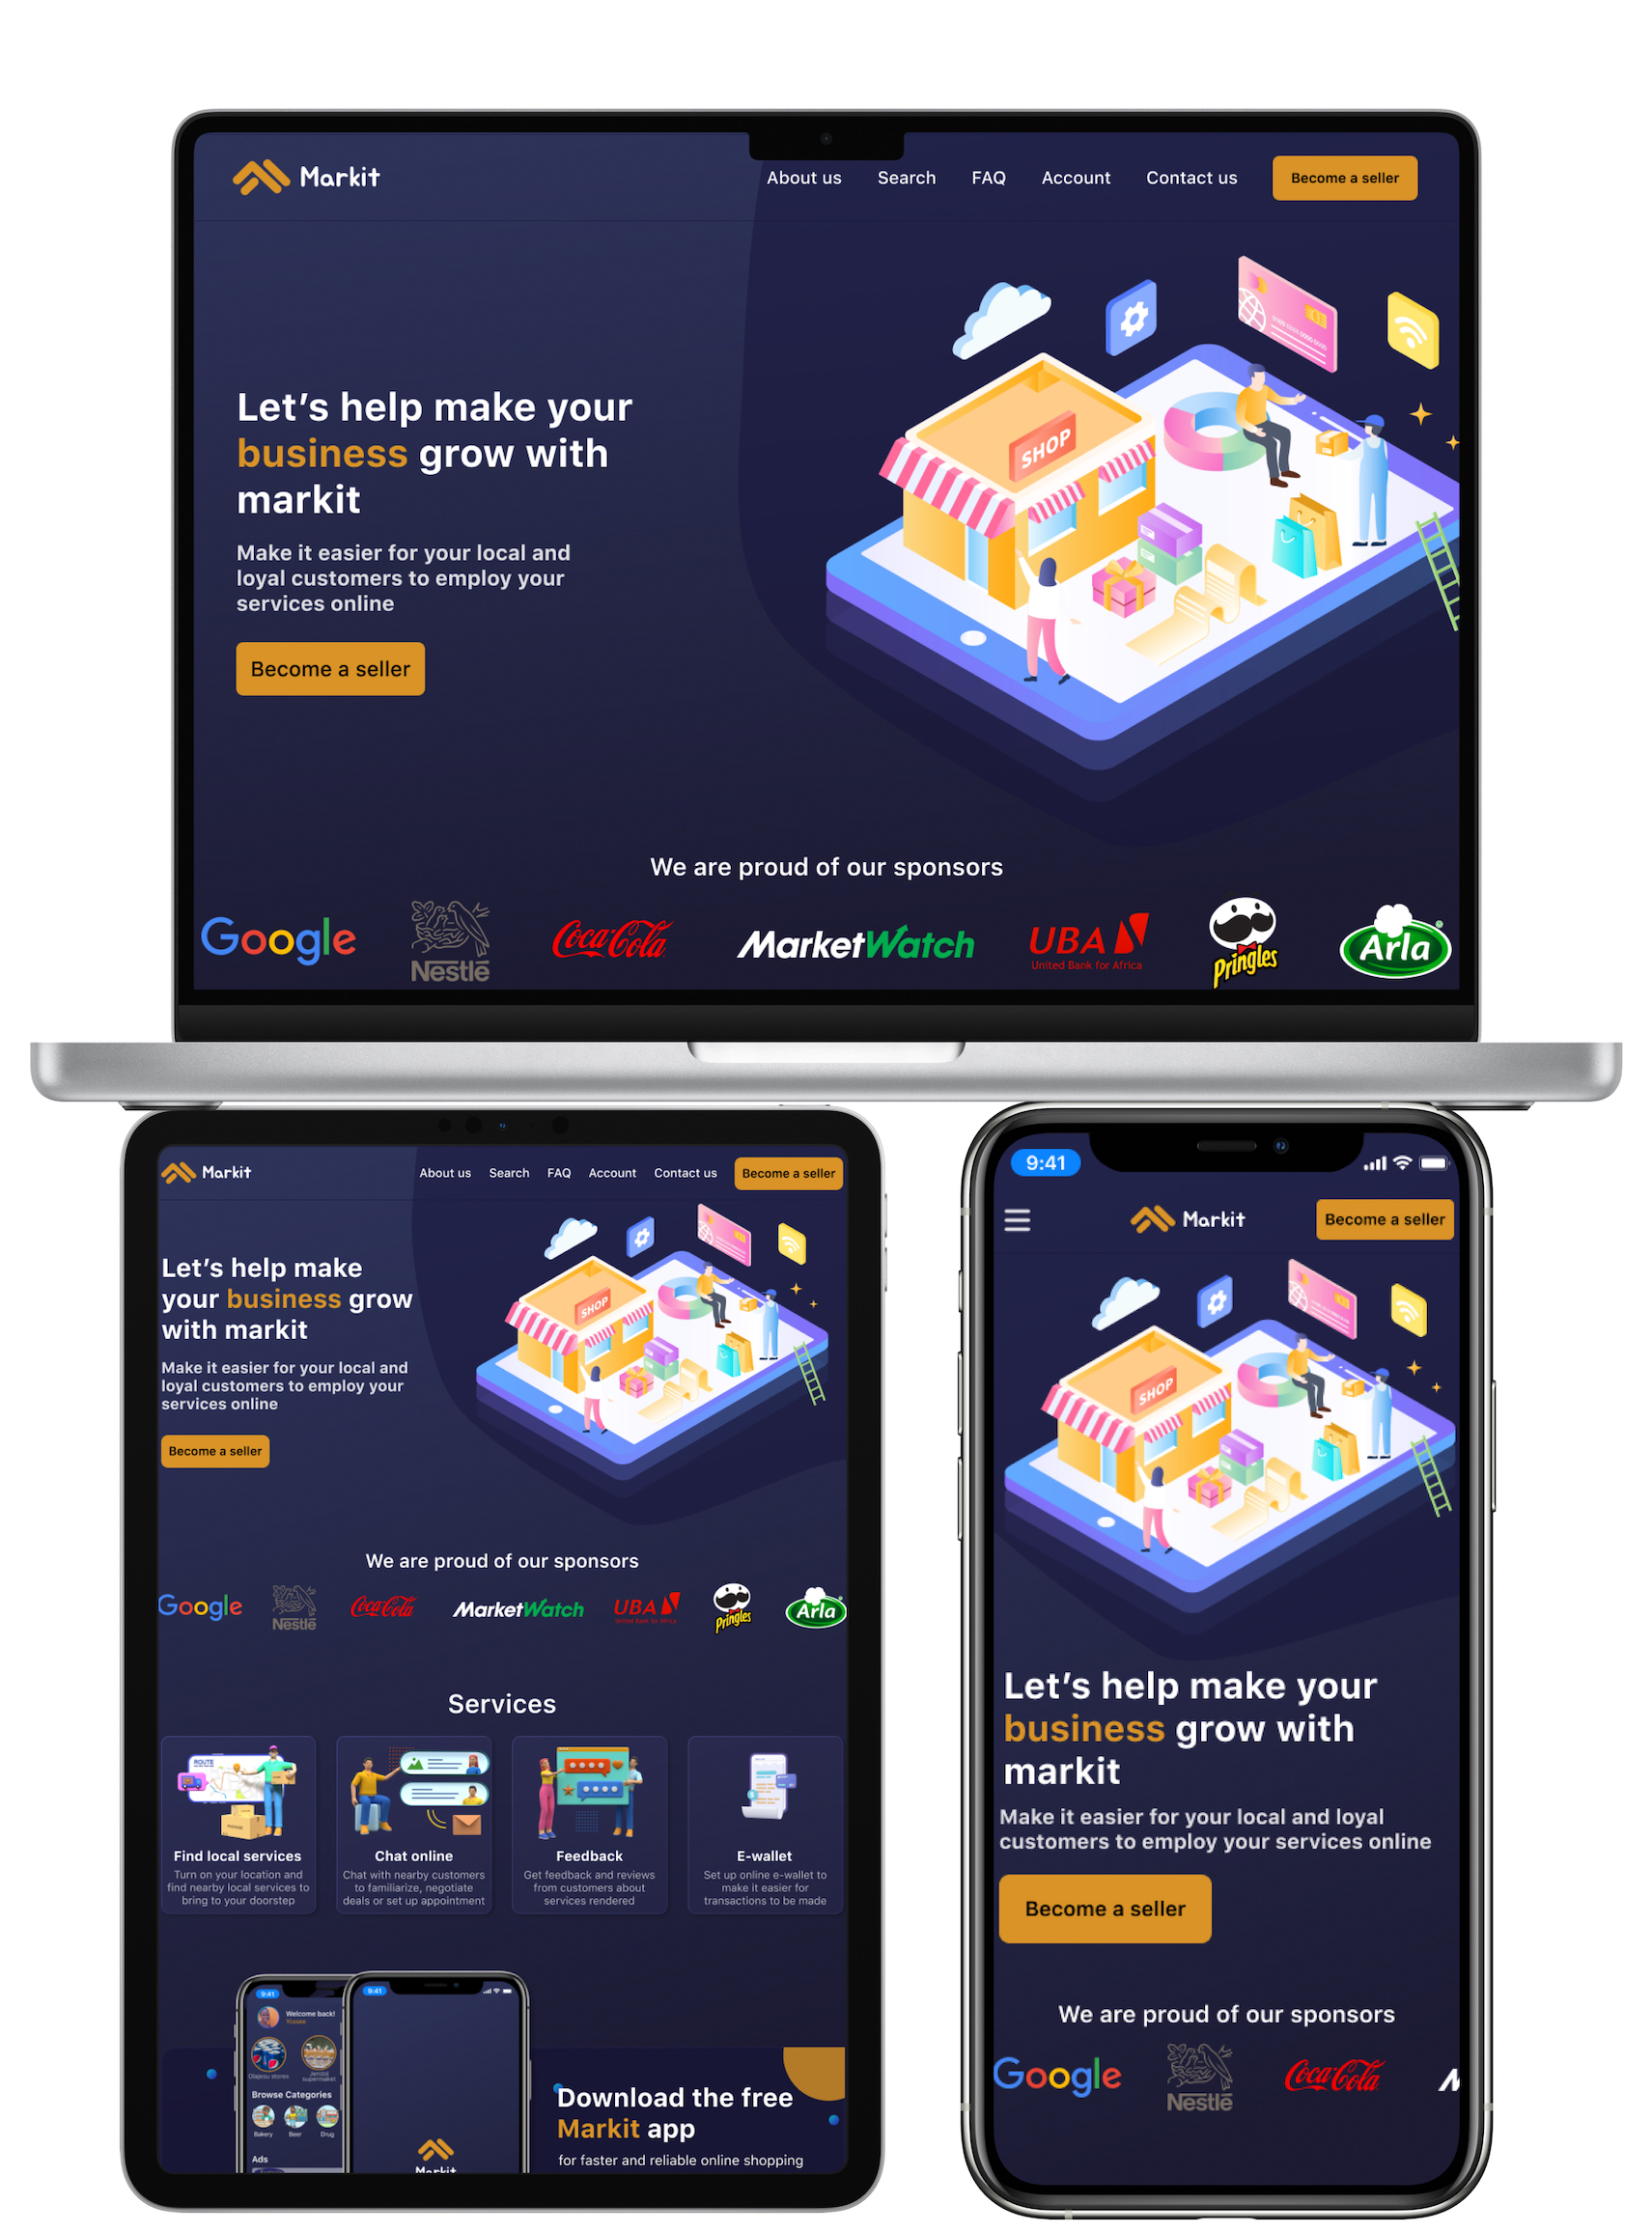 Markit
About us Search FAQ Account Contact us Become a seller
Let's help make your
business grow with
markit
Make it easier for your local and
loyal customers to employ your
services online
Become a seller
SHOP
We are proud of our sponsors
Google
Nestlé
Coca-Cola
MarketWatch
UBA
United Bank for Africa
Pringles
Arla
Markit
About us Search FAQ Account Contact us Become a seller
Let's help make
your business grow
with markit
Make it easier for your local and
loyal customers to employ your
services online
Become a seller
SHOP
We are proud of our sponsors
Google
Nestlé
Coca-Cola
MarketWatch
UBA
United Bank for Africa
Pringles
Arla
Services
ROUTE
Find local services
Turn on your location and
find nearby local services to
bring to your doorstep
Chat online
Chat with nearby customers
to familiarize, negotiate
deals or set up appointment
Feedback
Get feedback and reviews
from customers about
services rendered
E-wallet
Set up online e-wallet to
make it easier for
transactions to be made
9:41
Welcome back!
Browse Categories
Bakery Beer Drug
Ads
9:41
Markit
Download the free
Markit app
for faster and reliable online shopping
9:41
Markit
Become a seller
SHOP
Let's help make your
business grow with
markit
Make it easier for your local and loyal
customers to employ your services online
Become a seller
We are proud of our sponsors
Google
Nestlé
Coca-Cola
M